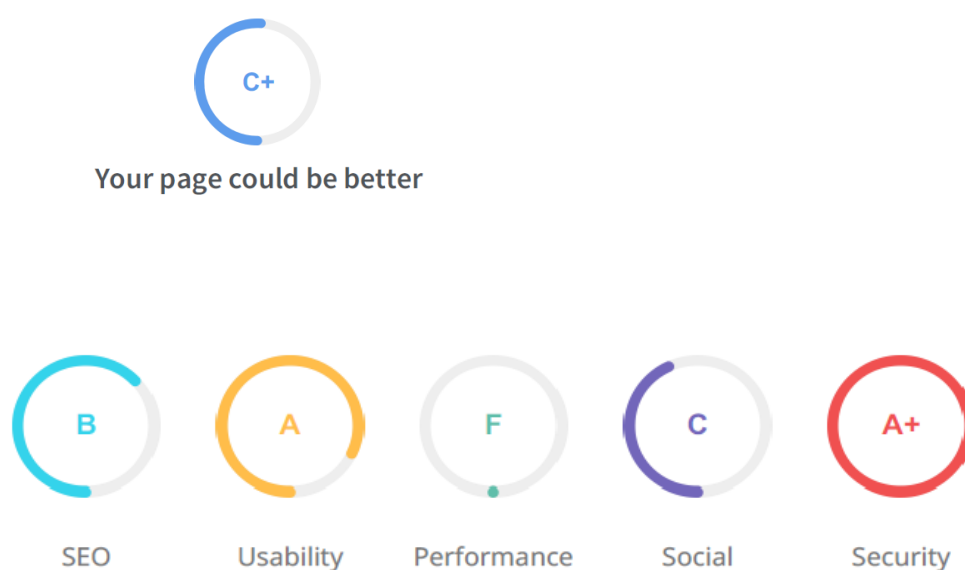 C+
Your page could be better
B A F C A+
SEO Usability Performance Social Security